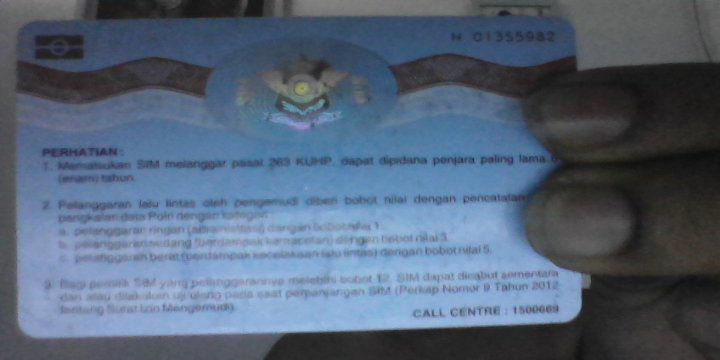 N 01355982
PERHATIAN :
1. Memalsukan SIM melanggar pasal 263 KUHP, dapat dipidana penjara paling lama
(enam) tahun.
2. Pelanggaran lalu lintas oleh pengemudi diberi bobot nilai dengan pencatatan
pangkalan data Polri dengan kategori :
a. pelanggaran ringan (administrasi) dengan bobot nilai 1.
b. pelanggaran sedang (berdampak kemacetan) dengan bobot nilai 3.
c. pelanggaran berat (berdampak kecelakaan lalu lintas) dengan bobot nilai 5.
3. Bagi pemilik SIM yang pelanggarannya melebihi bobot 12, SIM dapat dicabut sementara
dan atau dilakukan uji ulang pada saat perpanjangan SIM (Perkap Nomor 9 Tahun 2012
tentang Surat Izin Mengemudi).
CALL CENTRE : 1500669